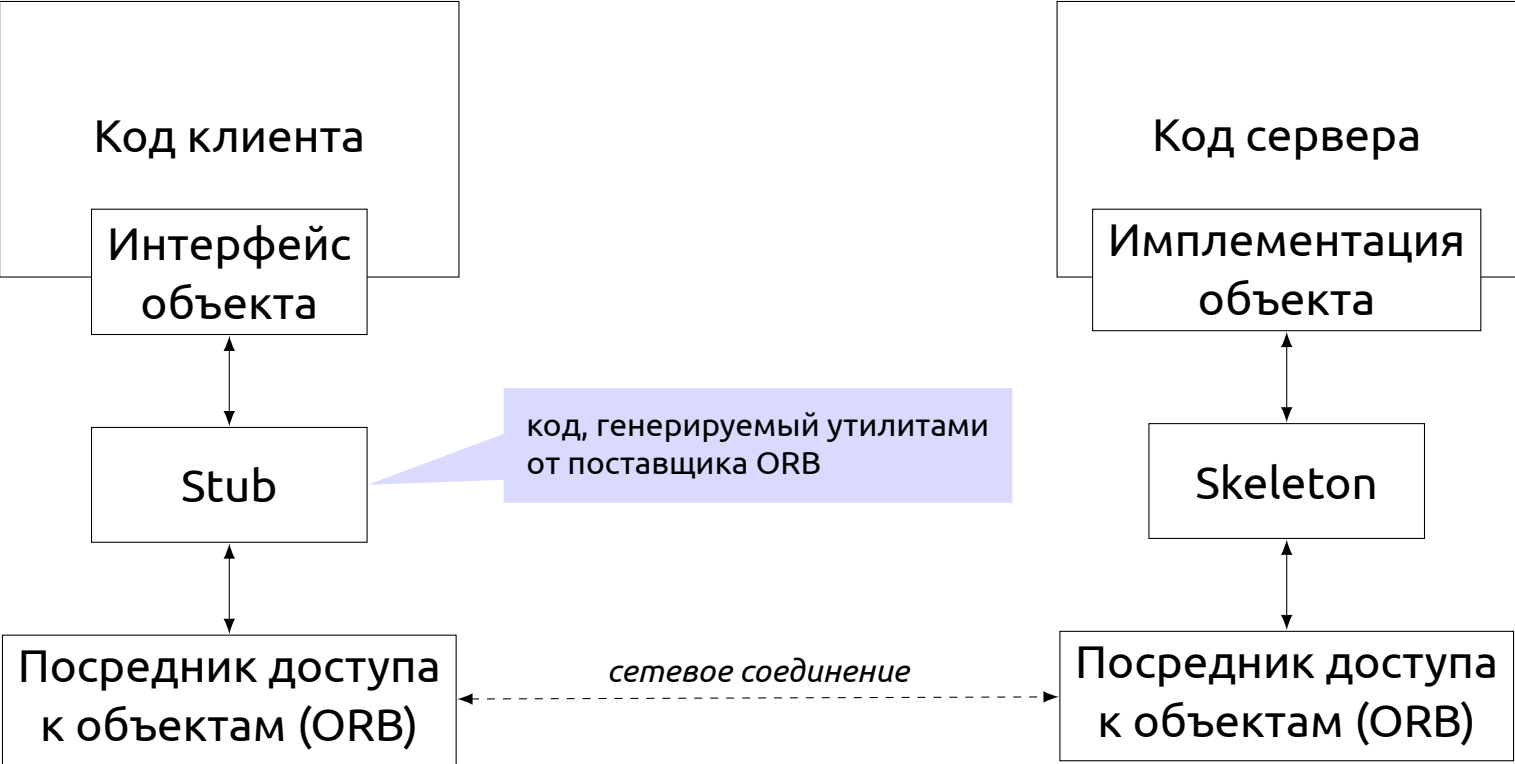 Код клиента
Интерфейс
объекта
Stub
Посредник доступа
к объектам (ORB)
код, генерируемый утилитами
от поставщика ORB
сетевое соединение
Код сервера
Имплементация
объекта
Skeleton
Посредник доступа
к объектам (ORB)